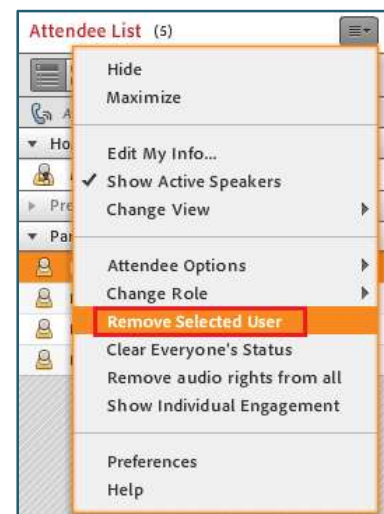 Attendee List (5)
Hide
Maximize
Edit My Info...
Show Active Speakers
Change View
Attendee Options
Change Role
Remove Selected User
Clear Everyone's Status
Remove audio rights from all
Show Individual Engagement
Preferences
Help